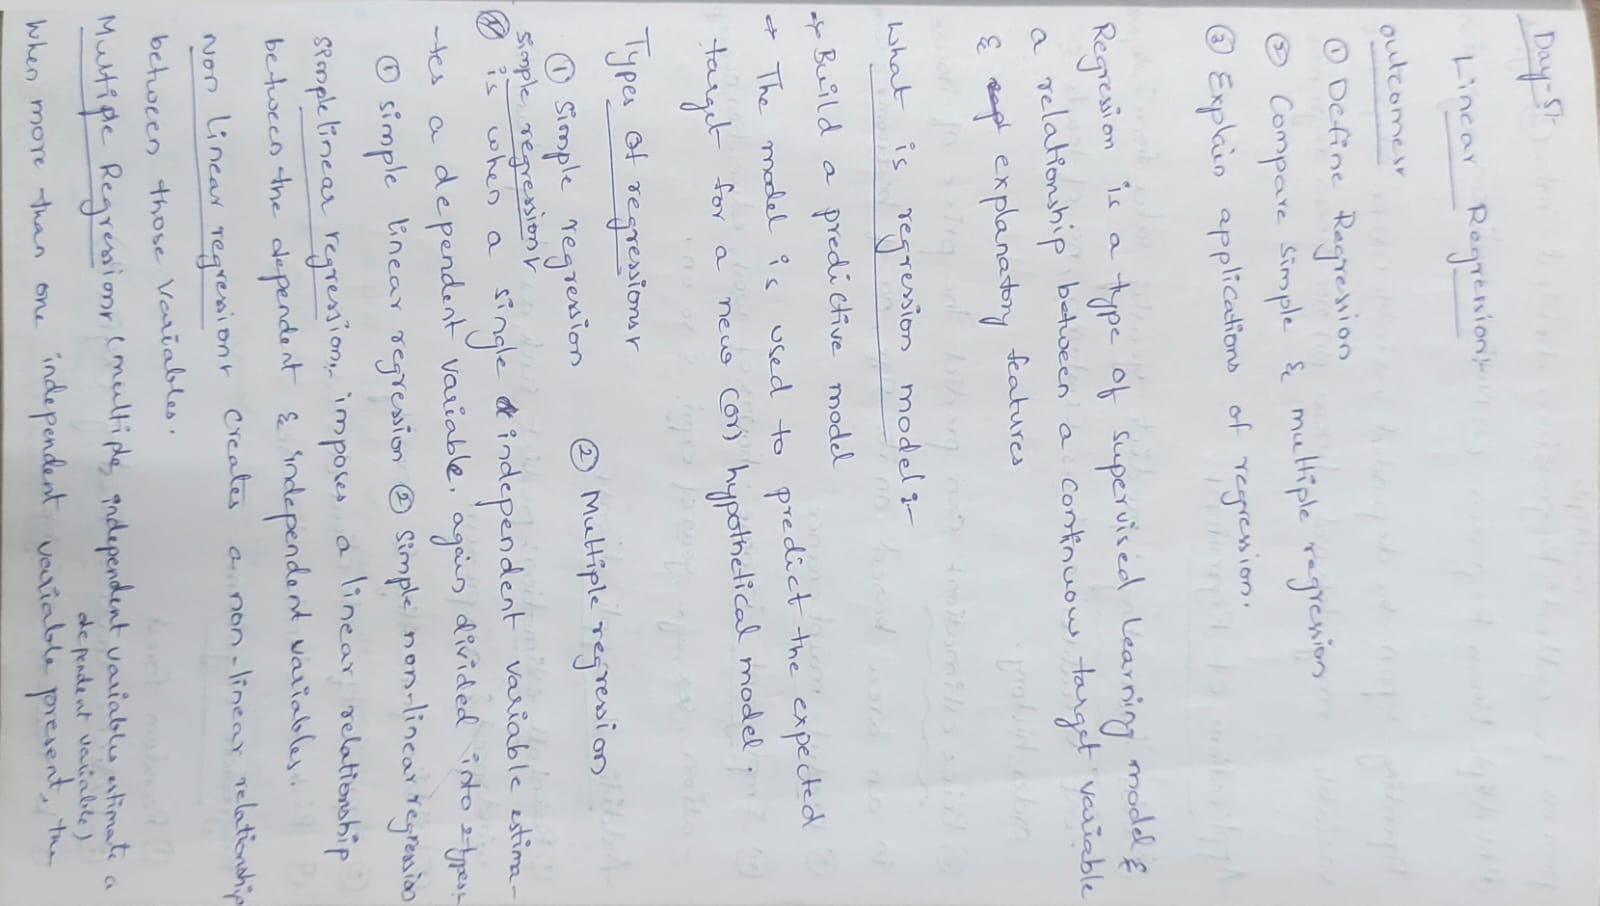 Day-5:-
Linear Regression:-
outcomes:-
① Define Regression
② Compare simple & multiple regression
③ Explain applications of regression.
Regression is a type of supervised learning model &
a relationship between a continuous target variable
& explanatory features
What is regression model:-
→ Build a predictive model
→ The model is used to predict the expected
target for a new (or) hypothetical model.
Types of regressions:-
① Simple regression ② Multiple regression
Simple regression:-
is when a single independent variable estima-
-tes a dependent variable. again divided into 2 types:-
① simple linear regression ② simple non-linear regression
Simple linear regression:- imposes a linear relationship
between the dependent & independent variables.
Non linear regression:- Creates a non-linear relationship
between those variables.
Multiple Regression:- (multiple independent variables estimate a
dependent variable)
When more than one independent variable present, the